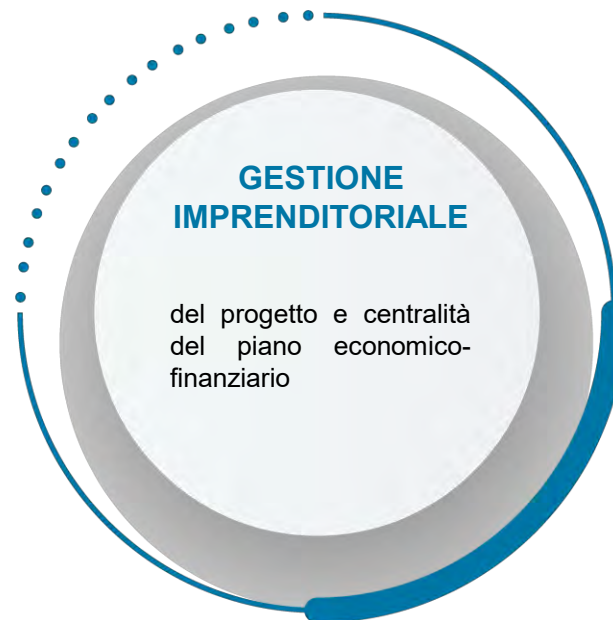 GESTIONE
IMPRENDITORIALE
del progetto e centralità
del piano economico-
finanziario